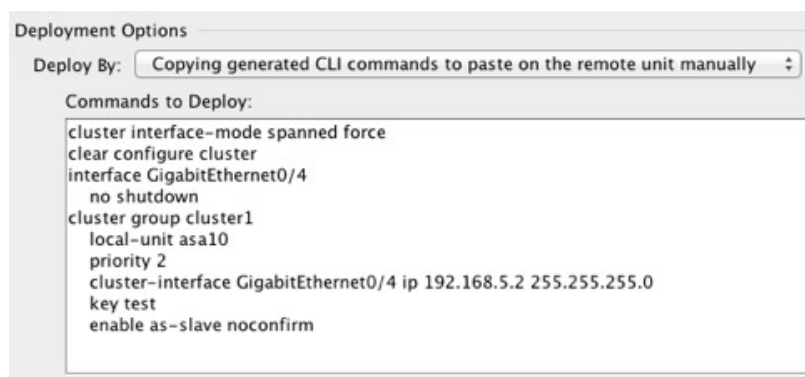 Deployment Options
Deploy By: Copying generated CLI commands to paste on the remote unit manually
Commands to Deploy:
cluster interface-mode spanned force
clear configure cluster
interface GigabitEthernet0/4
no shutdown
cluster group cluster1
local-unit asa10
priority 2
cluster-interface GigabitEthernet0/4 ip 192.168.5.2 255.255.255.0
key test
enable as-slave noconfirm